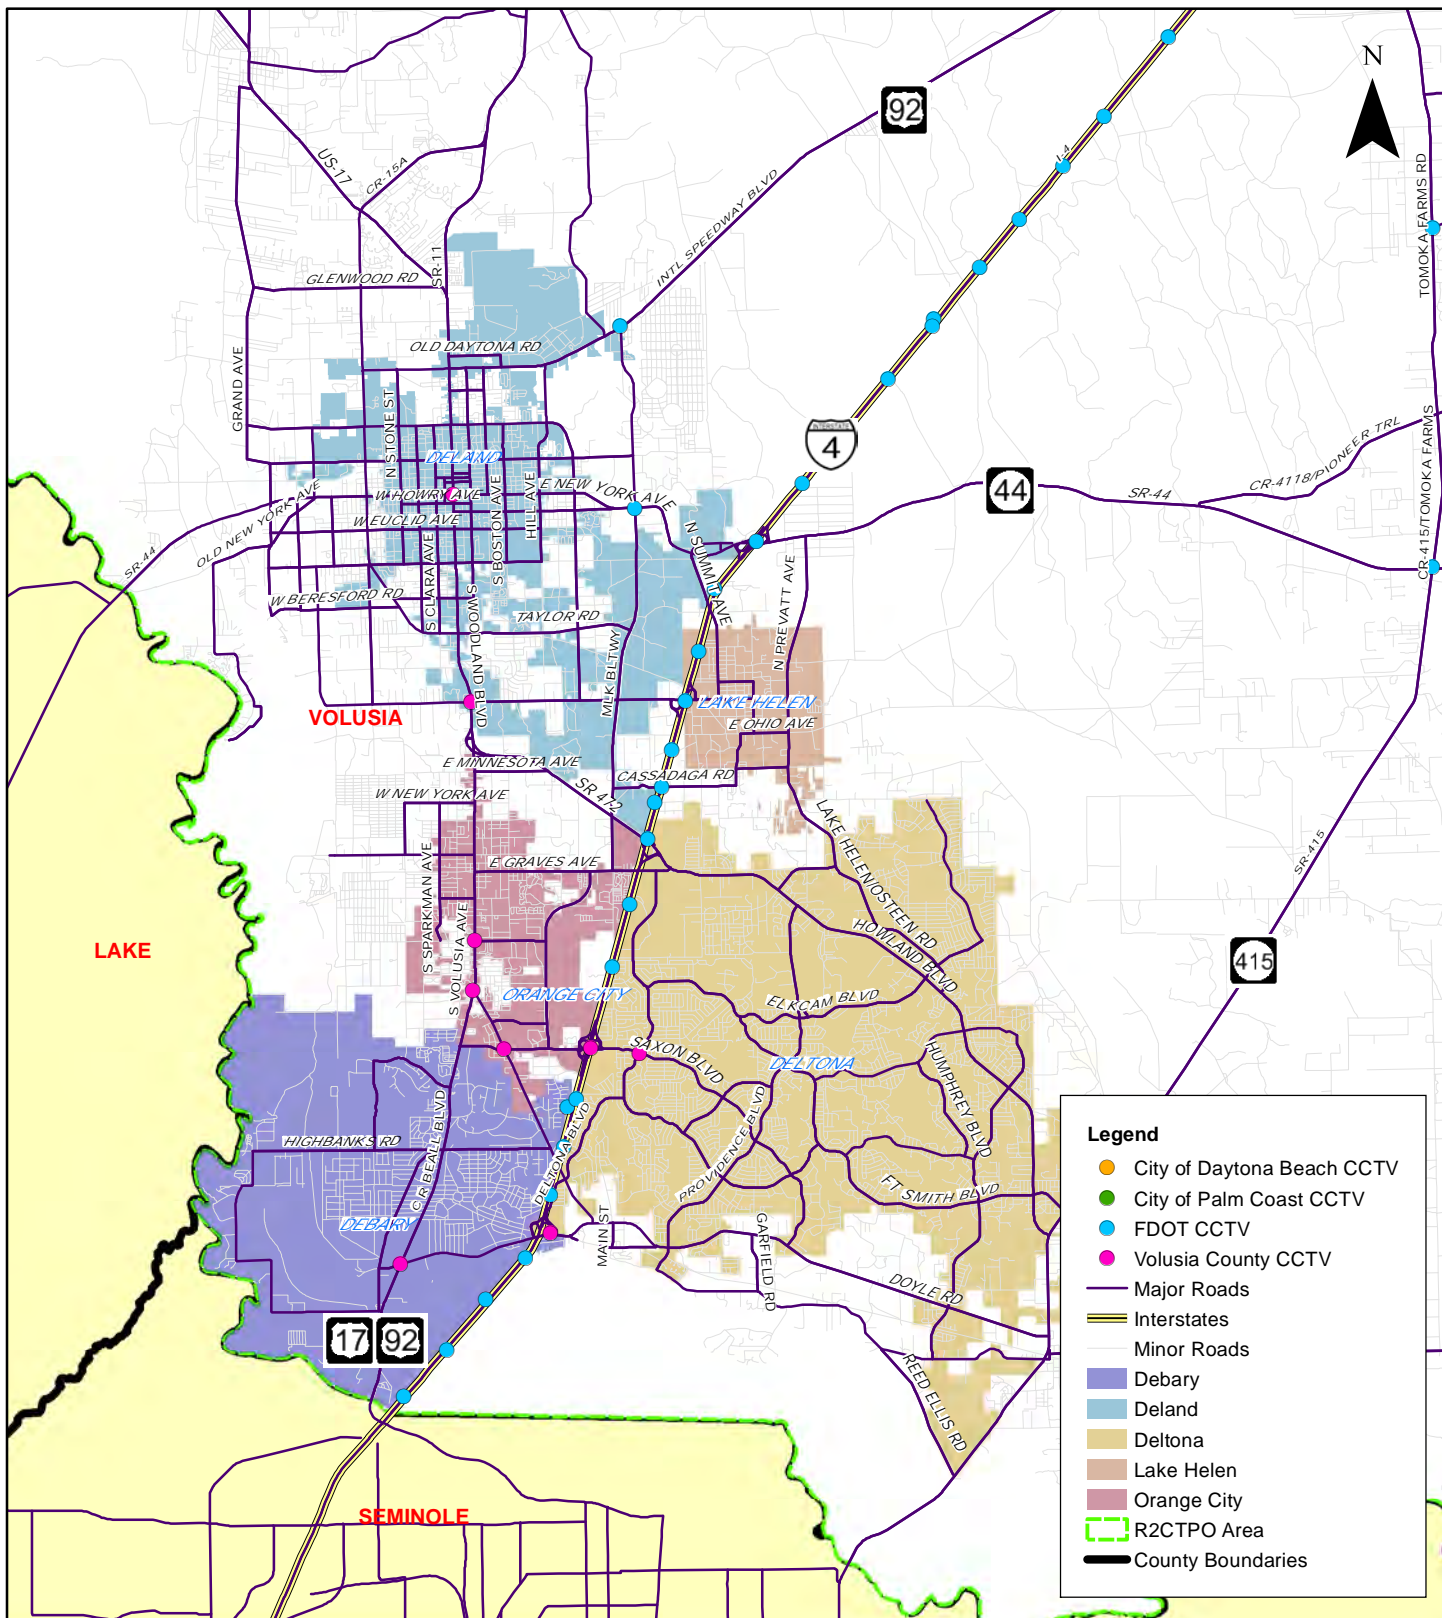 N
92
I-4
US-17
CR-15A
INTL SPEEDWAY BLVD
TOMOKA FARMS RD
SR-11
GLENWOOD RD
OLD DAYTONA RD
GRAND AVE
N STONE ST
INTERSTATE
4
DELAND
CR-4118/PIONEER TRL
CR-415/TOMOKA FARMS
44
SR-44
W HOWRY AVE
E NEW YORK AVE
HILL AVE
S BOSTON AVE
OLD NEW YORK AVE
W EUCLID AVE
SR-44
N SUMMIT AVE
N PREVATT AVE
S CLARA AVE
W BERESFORD RD
S WOODLAND BLVD
TAYLOR RD
MLK BLTWY
VOLUSIA
LAKE HELEN
E OHIO AVE
E MINNESOTA AVE
CASSADAGA RD
W NEW YORK AVE
SR 472
LAKE HELEN/OSTEEN RD
SR-415
E GRAVES AVE
S SPARKMAN AVE
S VOLUSIA AVE
HOWLAND BLVD
LAKE
415
ORANGE CITY
ELKCAM BLVD
SAXON BLVD
DELTONA
HUMPHREY BLVD
C R BEALL BLVD
DELTONA BLVD
PROVIDENCE BLVD
HIGHBANKS RD
FT SMITH BLVD
DEBARY
MAIN ST
GARFIELD RD
DOYLE RD
17 92
REED ELLIS RD
SEMINOLE
Legend
City of Daytona Beach CCTV
City of Palm Coast CCTV
FDOT CCTV
Volusia County CCTV
Major Roads
Interstates
Minor Roads
Debary
Deland
Deltona
Lake Helen
Orange City
R2CTPO Area
County Boundaries